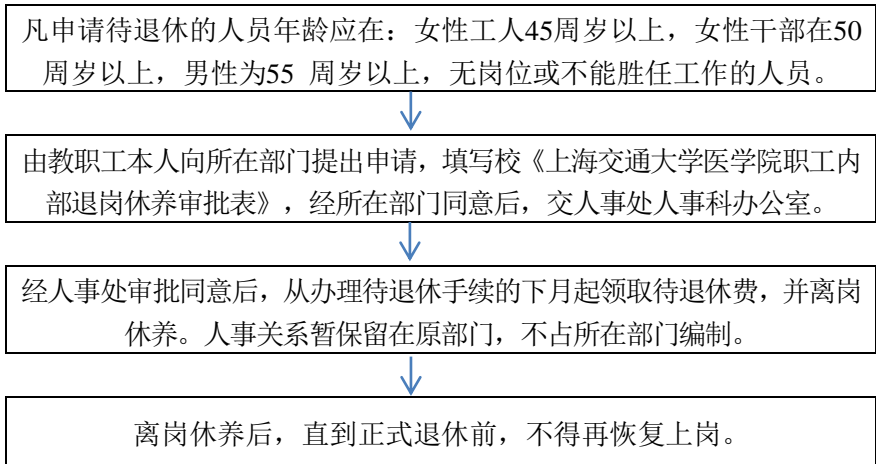 凡申请待退休的人员年龄应在：女性工人45周岁以上，女性干部在50
周岁以上，男性为55 周岁以上，无岗位或不能胜任工作的人员。
由教职工本人向所在部门提出申请，填写校《上海交通大学医学院职工内
部退岗休养审批表》，经所在部门同意后，交人事处人事科办公室。
经人事处审批同意后，从办理待退休手续的下月起领取待退休费，并离岗
休养。人事关系暂保留在原部门，不占所在部门编制。
离岗休养后，直到正式退休前，不得再恢复上岗。